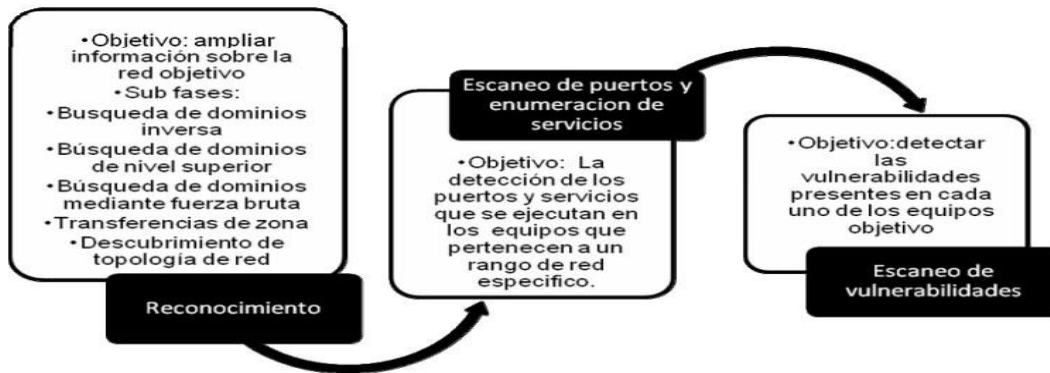 •Objetivo: ampliar
información sobre la
red objetivo
•Sub fases:
•Busqueda de dominios
inversa
•Búsqueda de dominios
de nivel superior
•Búsqueda de dominios
mediante fuerza bruta
•Transferencias de zona
•Descubrimiento de
topología de red
Reconocimiento
Escaneo de puertos y
enumeracion de
servicios
•Objetivo: La
detección de los
puertos y servicios
que se ejecutan en
los equipos que
pertenecen a un
rango de red
especifico.
•Objetivo:detectar
las
vulnerabilidades
presentes en cada
uno de los equipos
objetivo
Escaneo de
vulnerabilidades